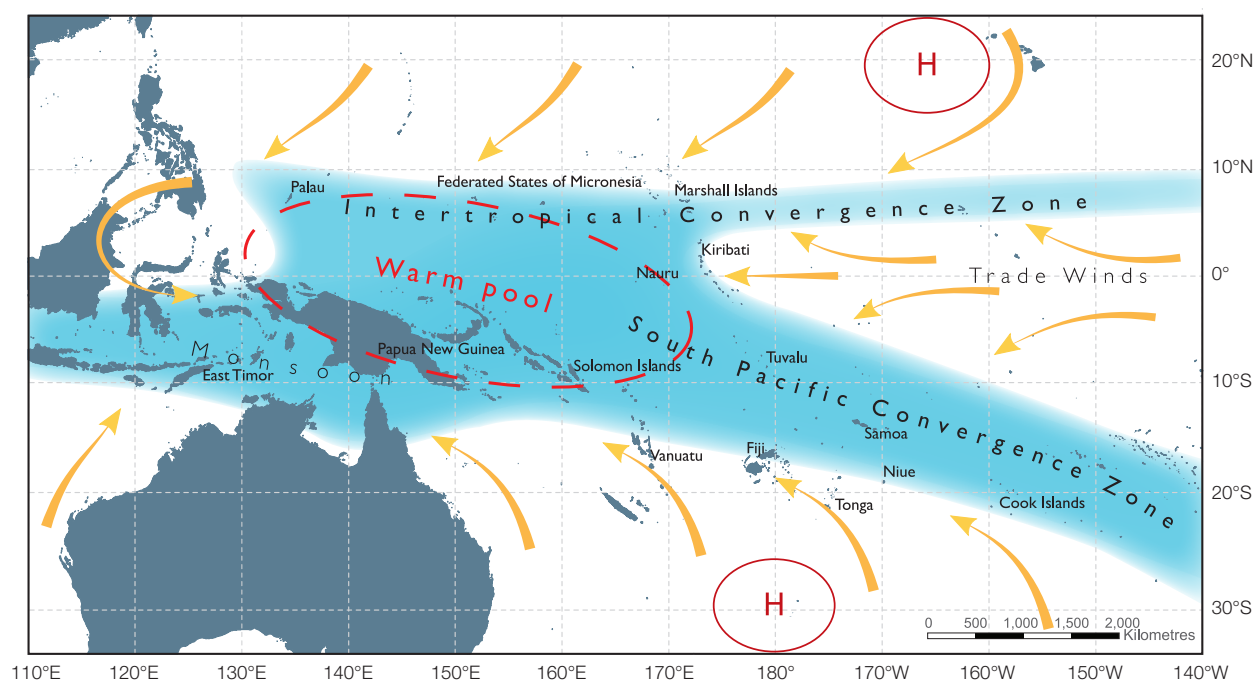 H
20°N
10°N
Palau
Federated States of Micronesia
Marshall Islands
Intertropical Convergence Zone
Kiribati
Warm pool
Nauru
Trade Winds
0°
South Pacific Convergence Zone
Monsoon
Papua New Guinea
Tuvalu
East Timor
Solomon Islands
10°S
Samoa
Fiji
Vanuatu
Niue
20°S
Cook Islands
Tonga
H
30°S
0 500 1,000 1,500 2,000
Kilometres
110°E 120°E 130°E 140°E 150°E 160°E 170°E 180° 170°W 160°W 150°W 140°W